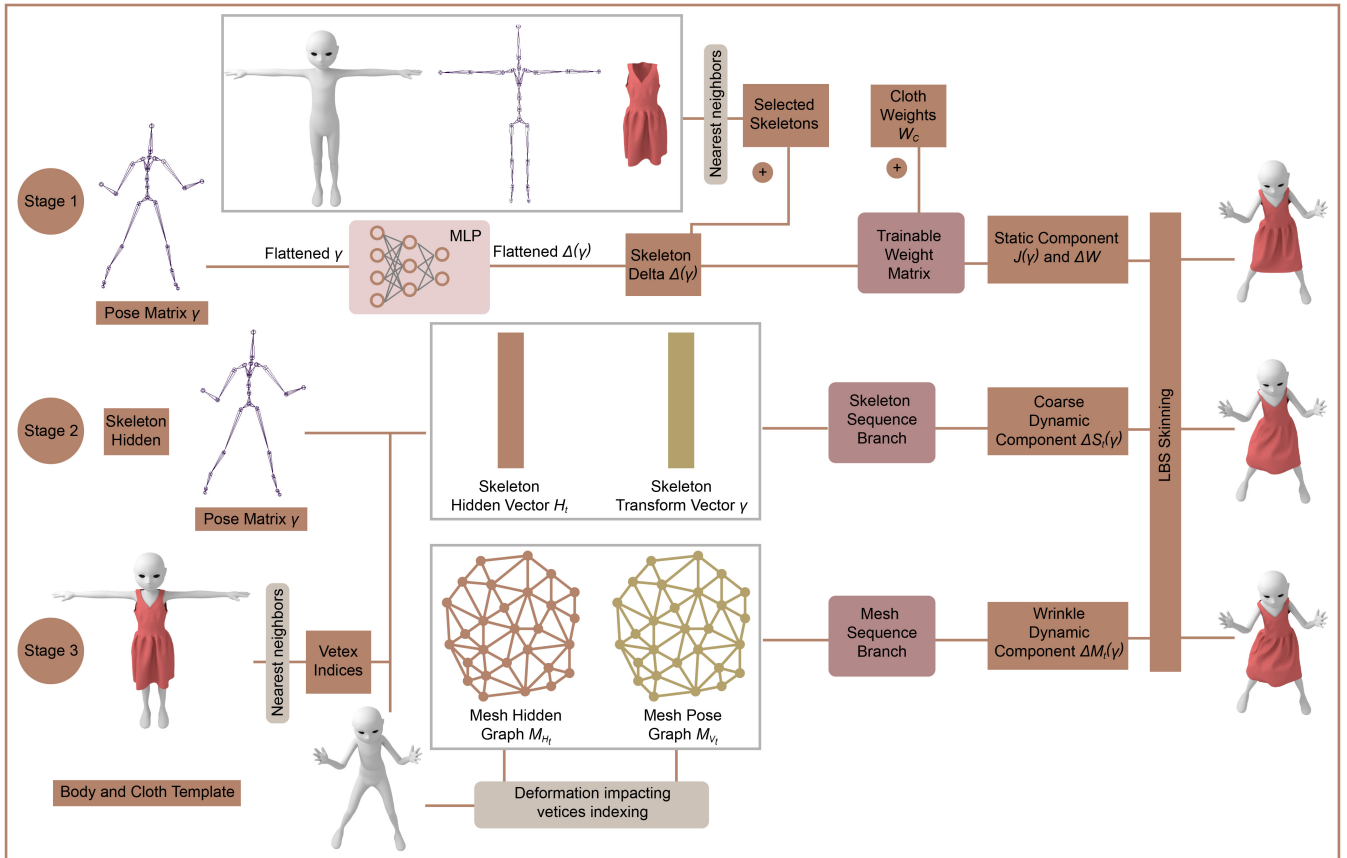 Stage 1
Pose Matrix γ
Nearest neighbors
Selected
Skeletons
+
Cloth
Weights
W_c
+
Flattened γ
MLP
Flattened Δ(γ)
Skeleton
Delta Δ(γ)
Trainable
Weight
Matrix
Static Component
J(γ) and ΔW
LBS Skinning
Stage 2
Skeleton
Hidden
Pose Matrix γ
Skeleton
Hidden Vector H_t
Skeleton
Transform Vector γ
Skeleton
Sequence
Branch
Coarse
Dynamic
Component ΔS_t(γ)
Stage 3
Nearest neighbors
Vetex
Indices
Mesh Hidden
Graph M_{H_t}
Mesh Pose
Graph M_{V_t}
Mesh
Sequence
Branch
Wrinkle
Dynamic
Component ΔM_t(γ)
Body and Cloth Template
Deformation impacting
vetices indexing